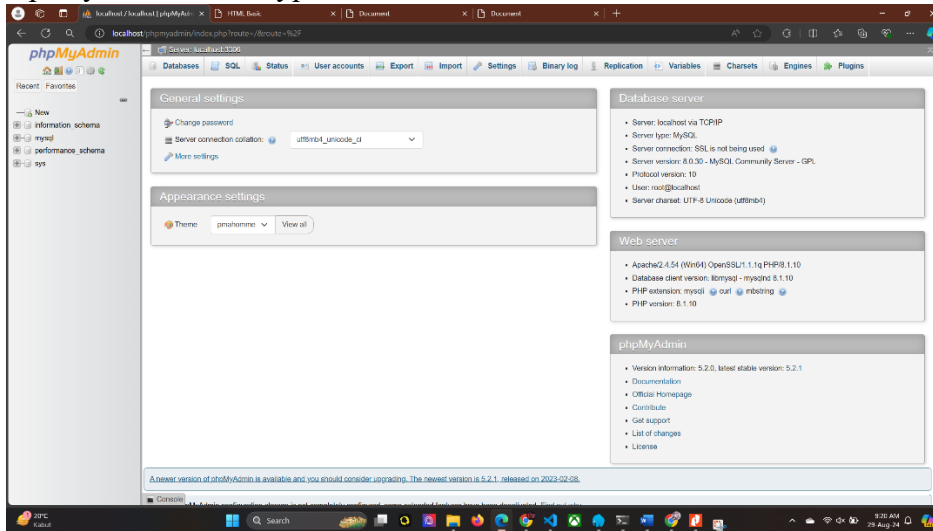 localhost / localhost | phpMyAdmin
HTML Basic
Document
Document
localhost/phpmyadmin/index.php?route=/&route=%2F
phpMyAdmin
Recent Favorites
New
information_schema
mysql
performance_schema
sys
Server: localhost:3306
Databases SQL Status User accounts Export Import Settings Binary log Replication Variables Charsets Engines Plugins
General settings
Change password
Server connection collation: utf8mb4_unicode_ci
More settings
Appearance settings
Theme pmahomme View all
Database server
Server: localhost via TCP/IP
Server type: MySQL
Server connection: SSL is not being used
Server version: 8.0.30 - MySQL Community Server - GPL
Protocol version: 10
User: root@localhost
Server charset: UTF-8 Unicode (utf8mb4)
Web server
Apache/2.4.54 (Win64) OpenSSL/1.1.1q PHP/8.1.10
Database client version: libmysql - mysqlnd 8.1.10
PHP extension: mysqli curl mbstring
PHP version: 8.1.10
phpMyAdmin
Version information: 5.2.0, latest stable version: 5.2.1
Documentation
Official Homepage
Contribute
Get support
List of changes
License
A newer version of phpMyAdmin is available and you should consider upgrading. The newest version is 5.2.1, released on 2023-02-08.
Console
20°C
Kabut
Search
9:20 AM
29-Aug-24